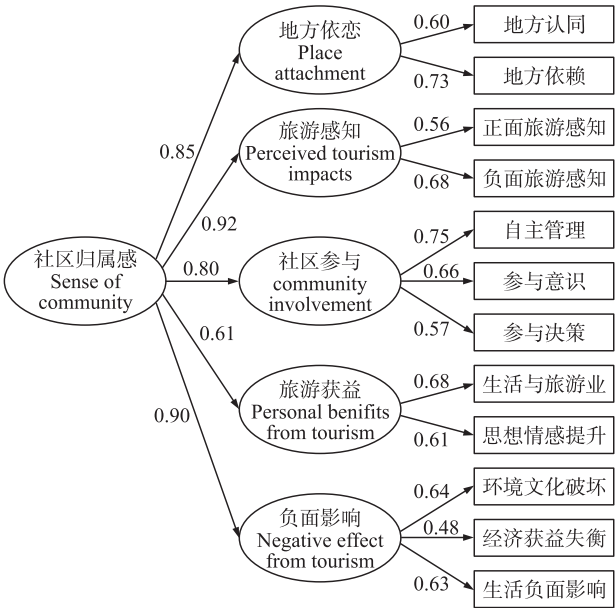 地方依恋
Place
attachment
0.60
地方认同
0.73
地方依赖
旅游感知
Perceived tourism
impacts
0.56
正面旅游感知
0.68
负面旅游感知
0.85
0.92
社区归属感
Sense of
community
0.80
社区参与
community
involvement
0.75
自主管理
0.66
参与意识
0.57
参与决策
0.61
旅游获益
Personal benifits
from tourism
0.68
生活与旅游业
0.61
思想情感提升
0.90
负面影响
Negative effect
from tourism
0.64
环境文化破坏
0.48
经济获益失衡
0.63
生活负面影响